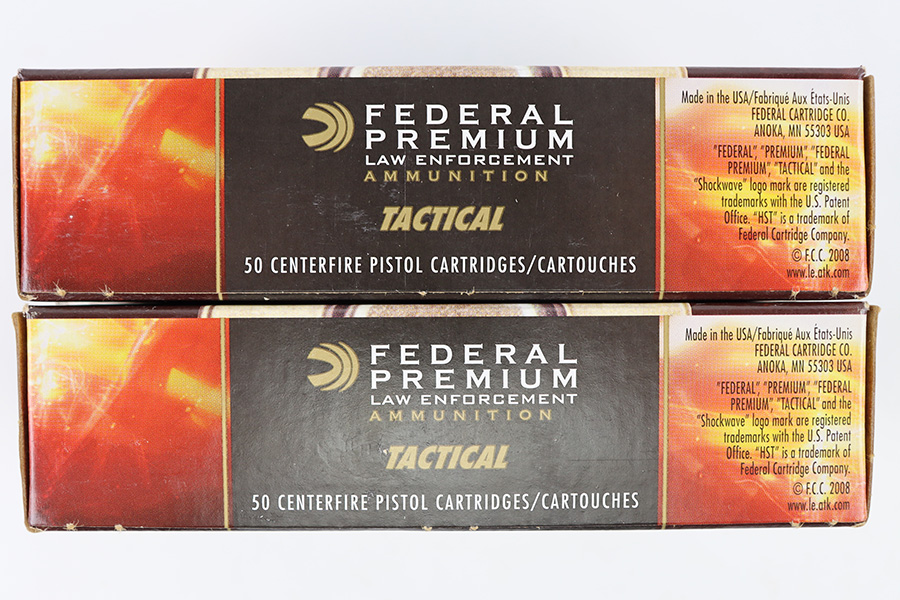 FEDERAL
PREMIUM
LAW ENFORCEMENT
AMMUNITION
TACTICAL
50 CENTERFIRE PISTOL CARTRIDGES/CARTOUCHES
Made in the USA/Fabriqué Aux États-Unis
FEDERAL CARTRIDGE CO.
ANOKA, MN 55303 USA
"FEDERAL", "PREMIUM", "FEDERAL
PREMIUM", "TACTICAL" and the
"Shockwave" logo mark are registered
trademarks with the U.S. Patent
Office. "HST" is a trademark of
Federal Cartridge Company.
© F.C.C. 2008
www.le.atk.com
FEDERAL
PREMIUM
LAW ENFORCEMENT
AMMUNITION
TACTICAL
50 CENTERFIRE PISTOL CARTRIDGES/CARTOUCHES
Made in the USA/Fabriqué Aux États-Unis
FEDERAL CARTRIDGE CO.
ANOKA, MN 55303 USA
"FEDERAL", "PREMIUM", "FEDERAL
PREMIUM", "TACTICAL" and the
"Shockwave" logo mark are registered
trademarks with the U.S. Patent
Office. "HST" is a trademark of
Federal Cartridge Company.
© F.C.C. 2008
www.le.atk.com